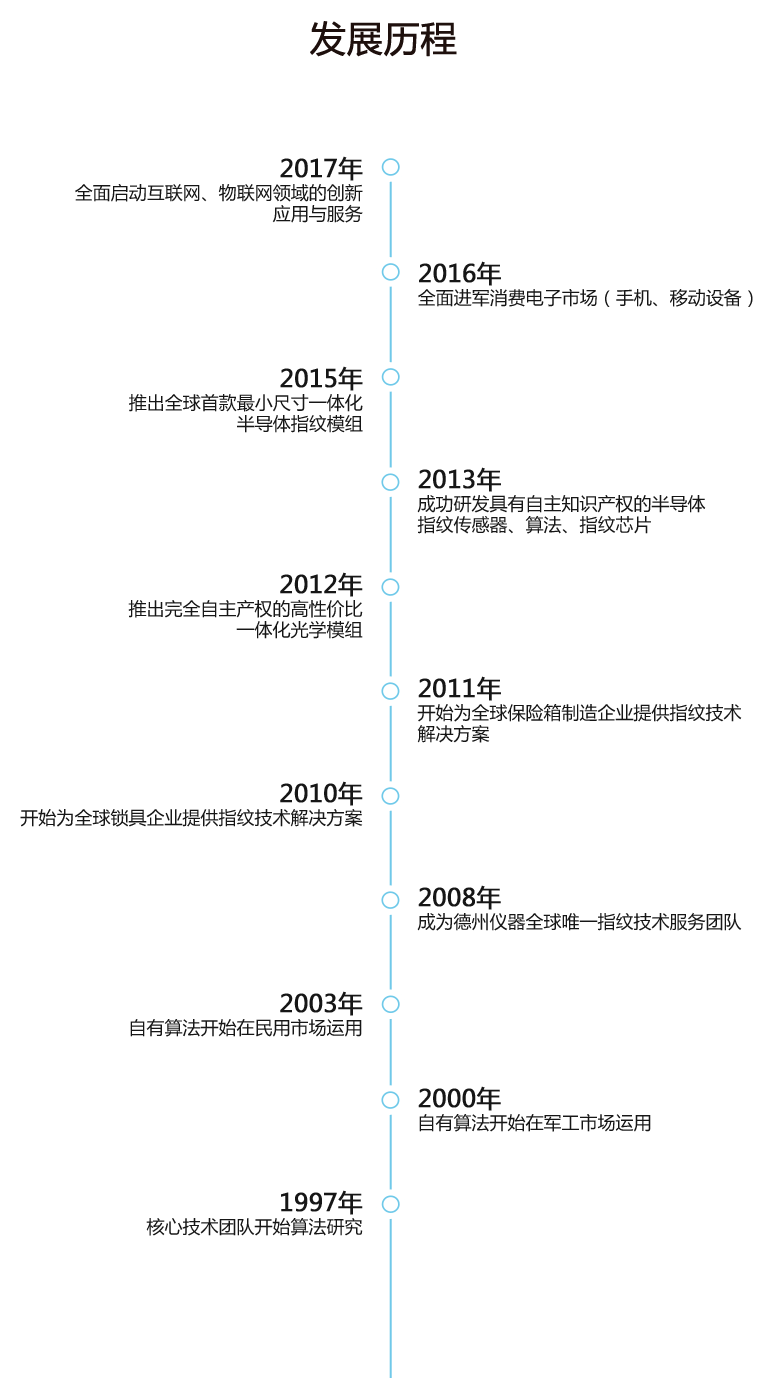 发展历程
2017年
全面启动互联网、物联网领域的创新
应用与服务
2016年
全面进军消费电子市场（手机、移动设备）
2015年
推出全球首款最小尺寸一体化
半导体指纹模组
2013年
成功研发具有自主知识产权的半导体
指纹传感器、算法、指纹芯片
2012年
推出完全自主产权的高性价比
一体化光学模组
2011年
开始为全球保险箱制造企业提供指纹技术
解决方案
2010年
开始为全球锁具企业提供指纹技术解决方案
2008年
成为德州仪器全球唯一指纹技术服务团队
2003年
自有算法开始在民用市场运用
2000年
自有算法开始在军工市场运用
1997年
核心技术团队开始算法研究